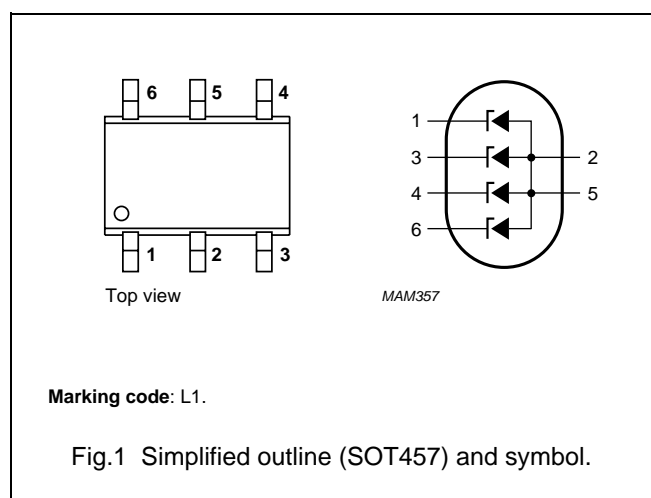 6 5 4
1 2 3
Top view
1
3 2
4 5
6
MAM357
Marking code: L1.
Fig.1 Simplified outline (SOT457) and symbol.